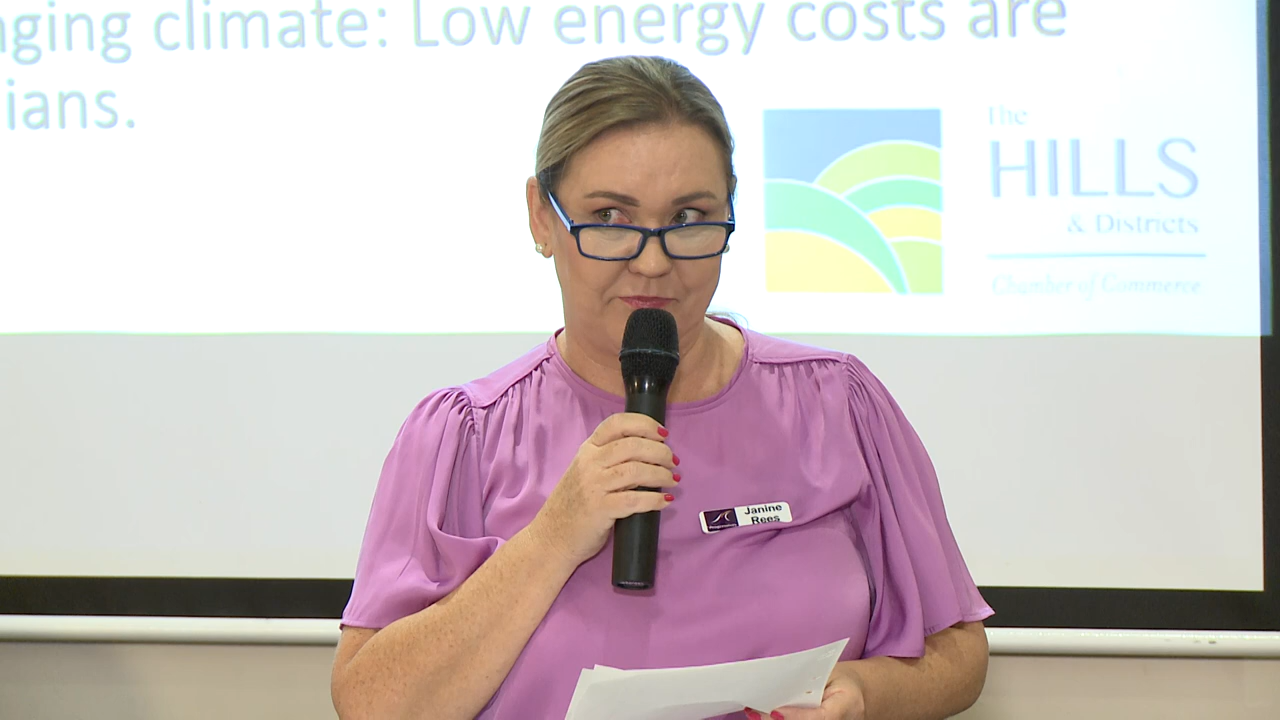 nging climate: Low energy costs are
ians.
The
HILLS
& Districts
Chamber of Commerce
Janine
Rees